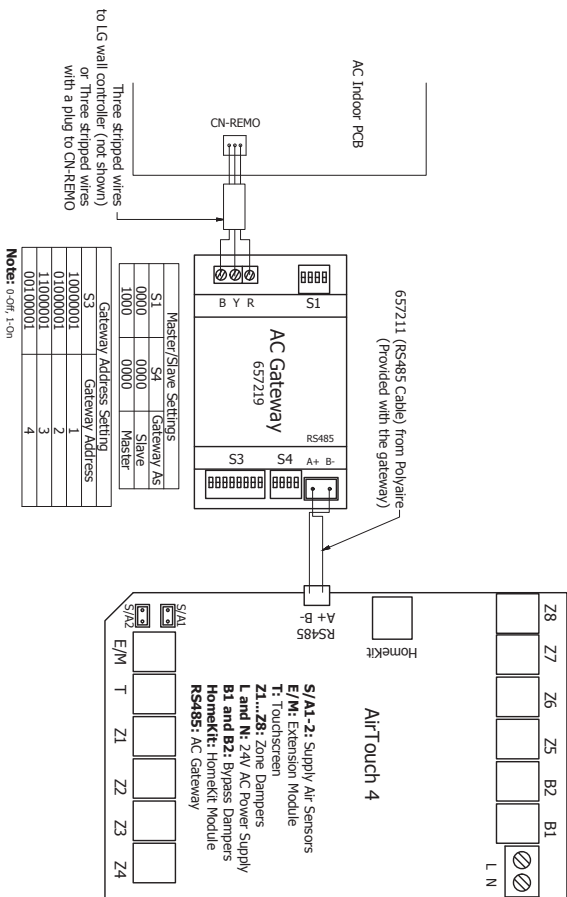 AC Indoor PCB
CN-REMO
Three stripped wires
to LG wall controller (not shown)
or Three stripped wires
with a plug to CN-REMO
657211 (RS485 Cable) from Polyaire
(Provided with the gateway)
S1
B Y R
AC Gateway
657219
RS485
S3
S4
A+ B-
Master/Slave Settings
S1 S4 Gateway As
0000 0000 Slave
1000 0000 Master
Gateway Address Setting
S3 Gateway Address
10000001 1
01000001 2
11000001 3
00100001 4
Note: 0-Off, 1-On
Z8
Z7
Z6
Z5
B2
B1
L N
HomeKit
AirTouch 4
A+ B-
RS485
S/A1-2: Supply Air Sensors
E/M: Extension Module
T: Touchscreen
Z1...Z8: Zone Dampers
L and N: 24V AC Power Supply
B1 and B2: Bypass Dampers
HomeKit: HomeKit Module
RS485: AC Gateway
S/A1
S/A2
E/M
T
Z1
Z2
Z3
Z4